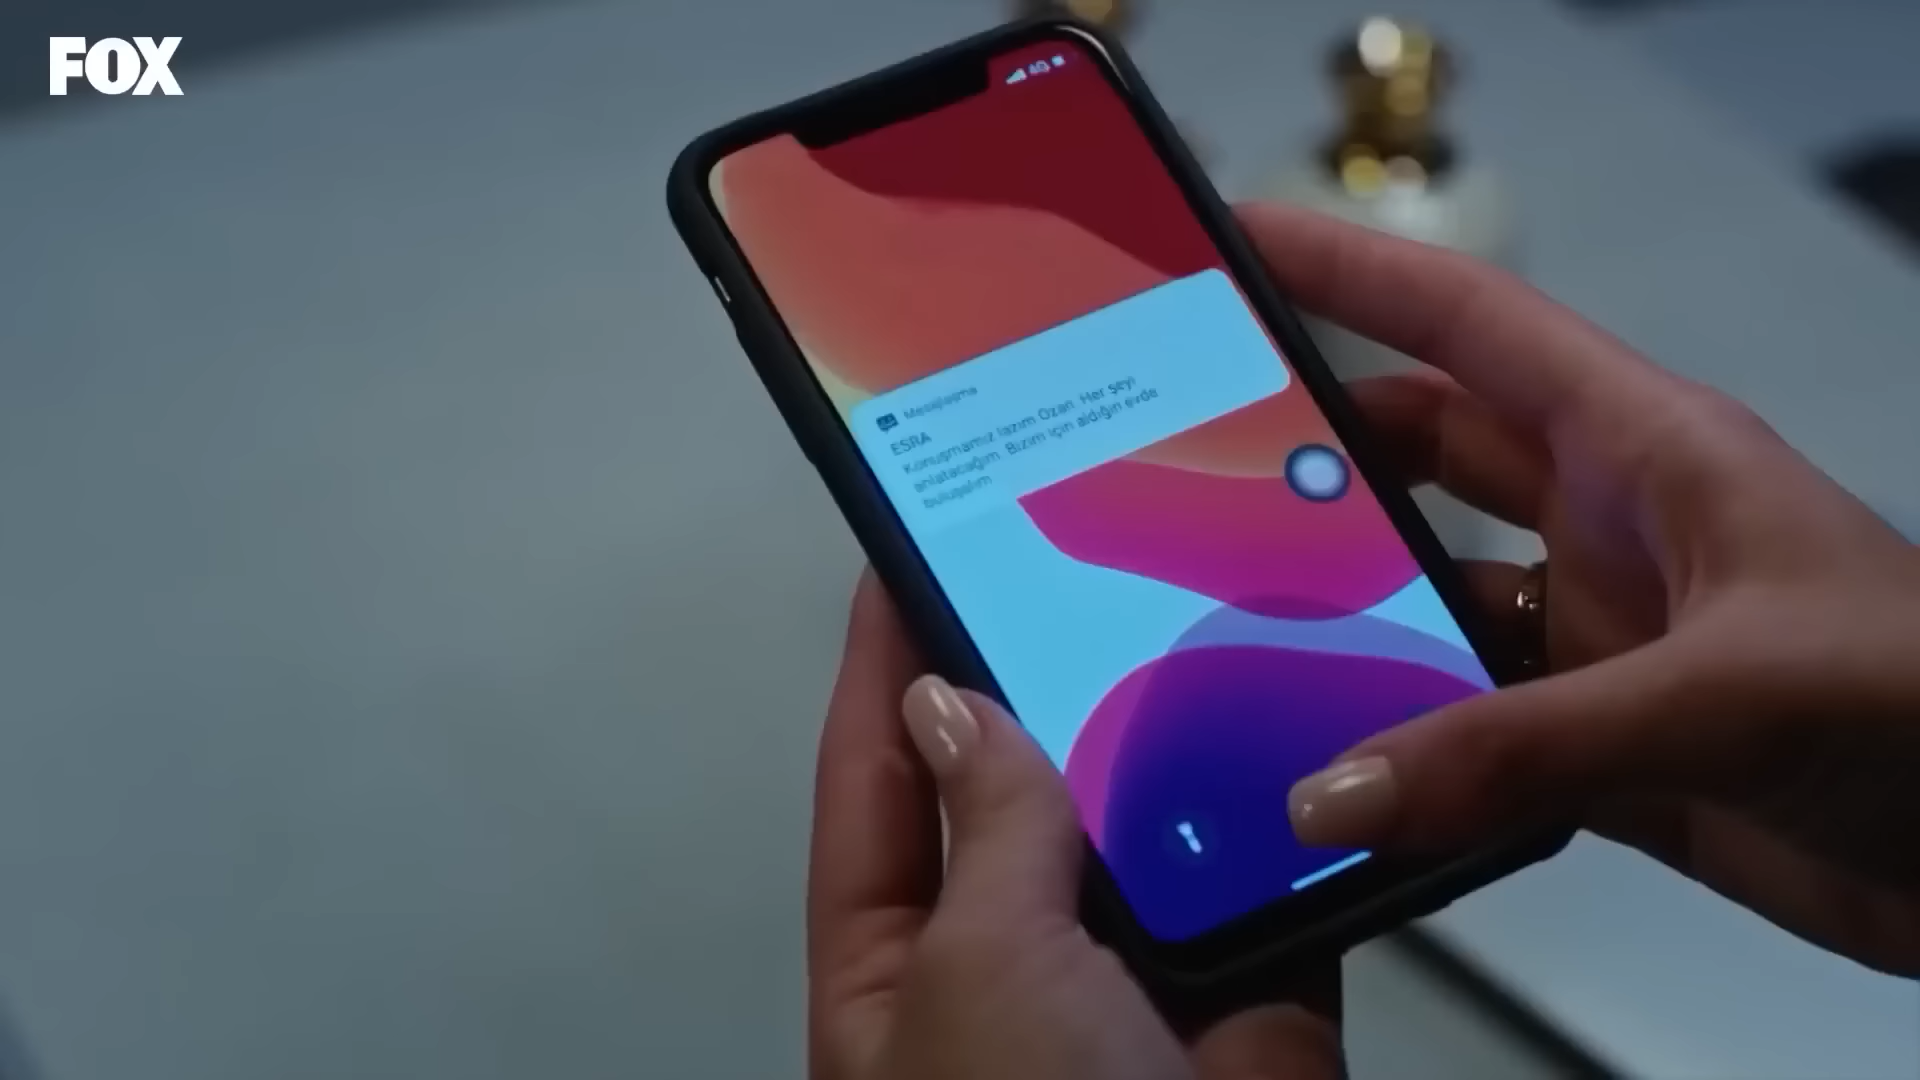 FOX
4G
Mesajlaşma
ESRA
Konuşmamız lazım Ozan. Her şeyi
anlatacağım. Bizim için aldığın evde
buluşalım